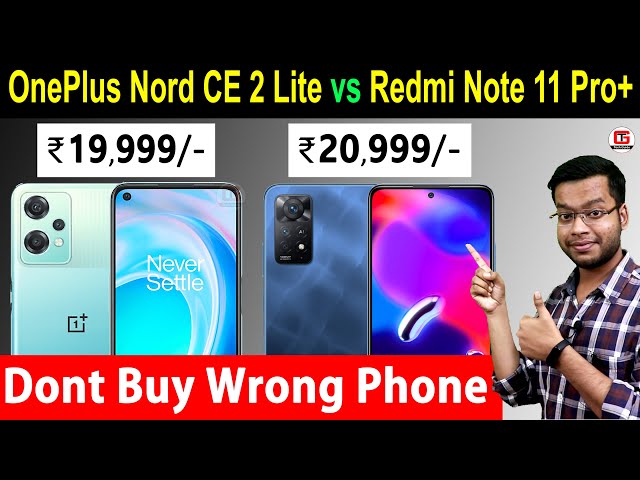 OnePlus Nord CE 2 Lite vs Redmi Note 11 Pro+
₹19,999/- ₹20,999/-
Never
Settle
Dont Buy Wrong Phone